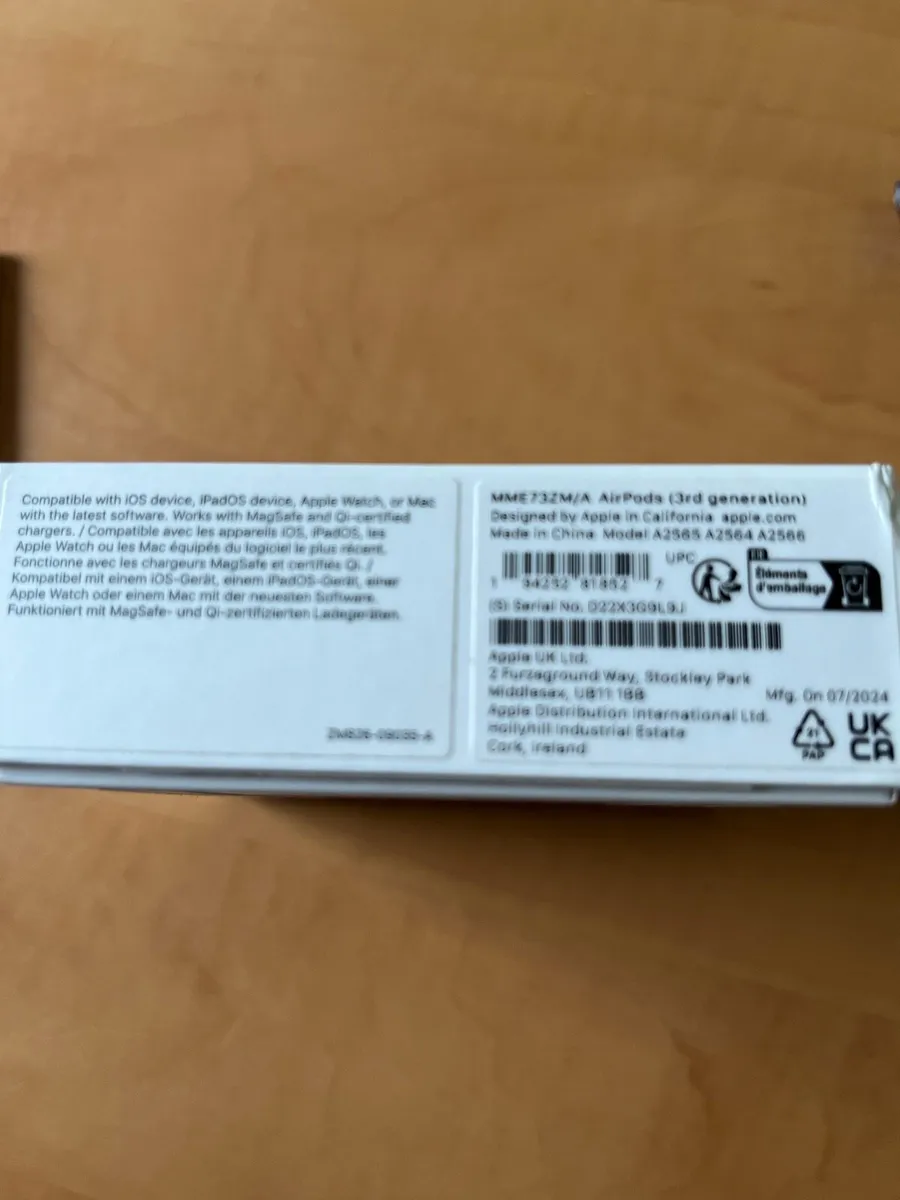 Compatible with iOS device, iPadOS device, Apple Watch, or Mac
with the latest software. Works with MagSafe and Qi-certified
chargers. / Compatible avec les appareils iOS, iPadOS, les
Apple Watch ou les Mac équipés du logiciel le plus récent.
Fonctionne avec les chargeurs MagSafe et certifiés Qi. /
Kompatibel mit einem iOS-Gerät, einem iPadOS-Gerät, einer
Apple Watch oder einem Mac mit der neuesten Software.
Funktioniert mit MagSafe- und Qi-zertifizierten Ladegeräten.
MME73ZM/A AirPods (3rd generation)
Designed by Apple in California apple.com
Made in China Model A2565 A2564 A2566
UPC
FR
Éléments
d'emballage
(S) Serial No.
Apple UK Ltd.
2 Furzeground Way, Stockley Park
Middlesex, UB11 1BB
Mfg. On 07/2024
Apple Distribution International Ltd.
Hollyhill Industrial Estate
Cork, Ireland
21
PAP
UK
CA